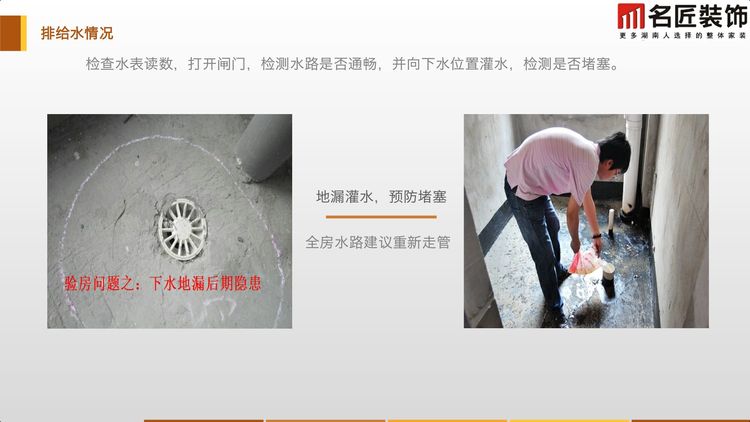 排给水情况
名匠装饰
更多湖南人选择的整体家装
检查水表读数，打开闸门，检测水路是否通畅，并向下水位置灌水，检测是否堵塞。
地漏灌水，预防堵塞
全房水路建议重新走管
验房问题之：下水地漏后期隐患